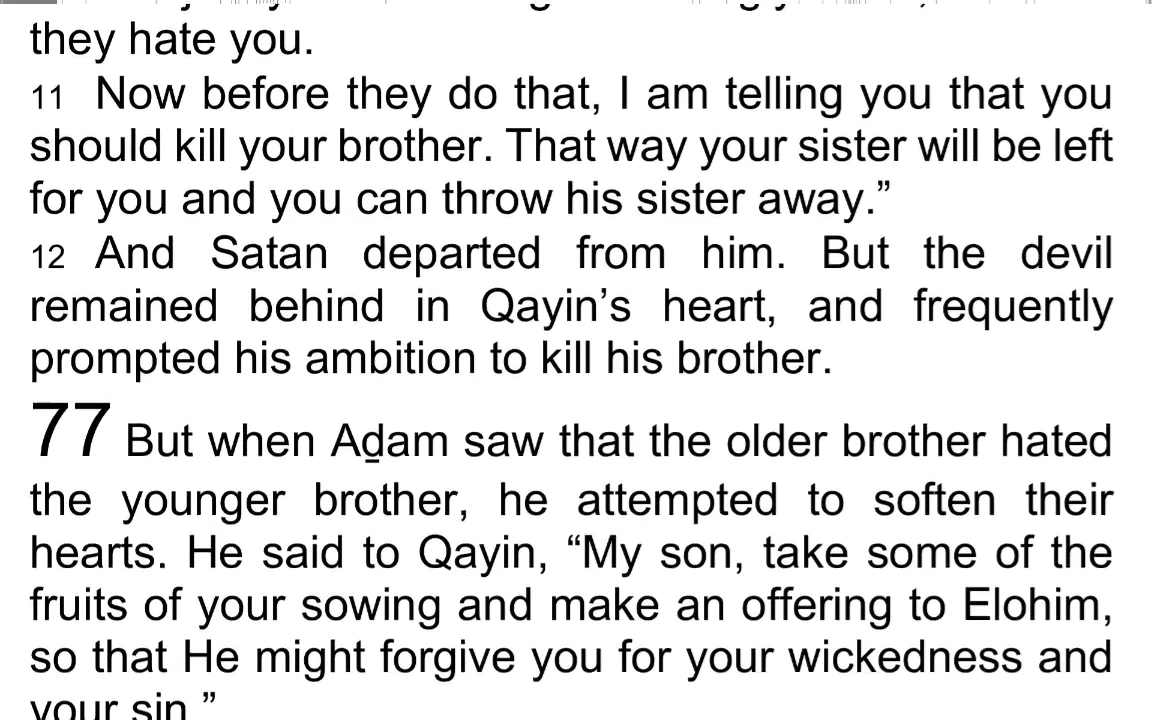 they hate you.
11 Now before they do that, I am telling you that you
should kill your brother. That way your sister will be left
for you and you can throw his sister away.”
12 And Satan departed from him. But the devil
remained behind in Qayin’s heart, and frequently
prompted his ambition to kill his brother.
77 But when Aḏam saw that the older brother hated
the younger brother, he attempted to soften their
hearts. He said to Qayin, “My son, take some of the
fruits of your sowing and make an offering to Elohim,
so that He might forgive you for your wickedness and
your sin.”